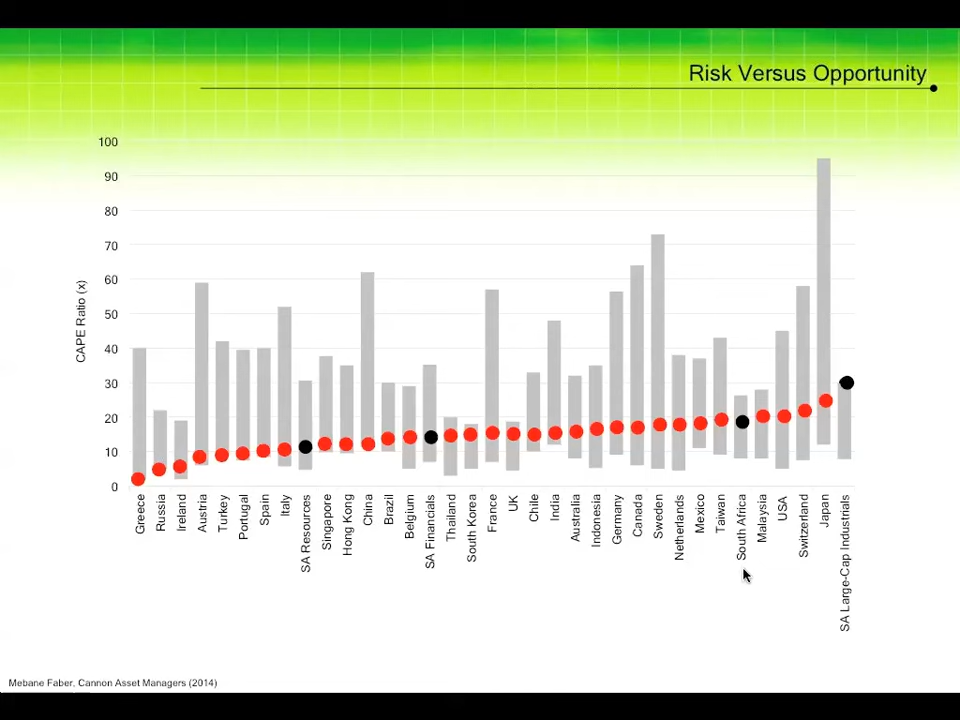 Risk Versus Opportunity
100
90
80
70
60
50
40
30
20
10
0
CAPE Ratio (x)
Greece
Russia
Ireland
Austria
Turkey
Portugal
Spain
Italy
SA Resources
Singapore
Hong Kong
China
Brazil
Belgium
SA Financials
Thailand
South Korea
France
UK
Chile
India
Australia
Indonesia
Germany
Canada
Sweden
Netherlands
Mexico
Taiwan
South Africa
Malaysia
USA
Switzerland
Japan
SA Large-Cap Industrials
Mebane Faber, Cannon Asset Managers (2014)